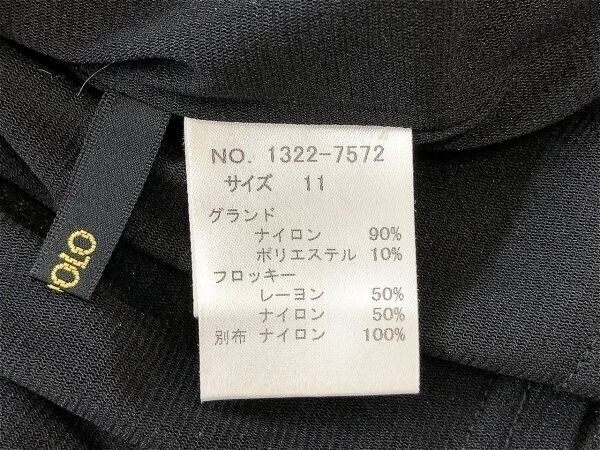 NO. 1322-7572
サイズ 11
グランド
ナイロン 90%
ポリエステル 10%
フロッキー
レーヨン 50%
ナイロン 50%
別布 ナイロン 100%
OLO